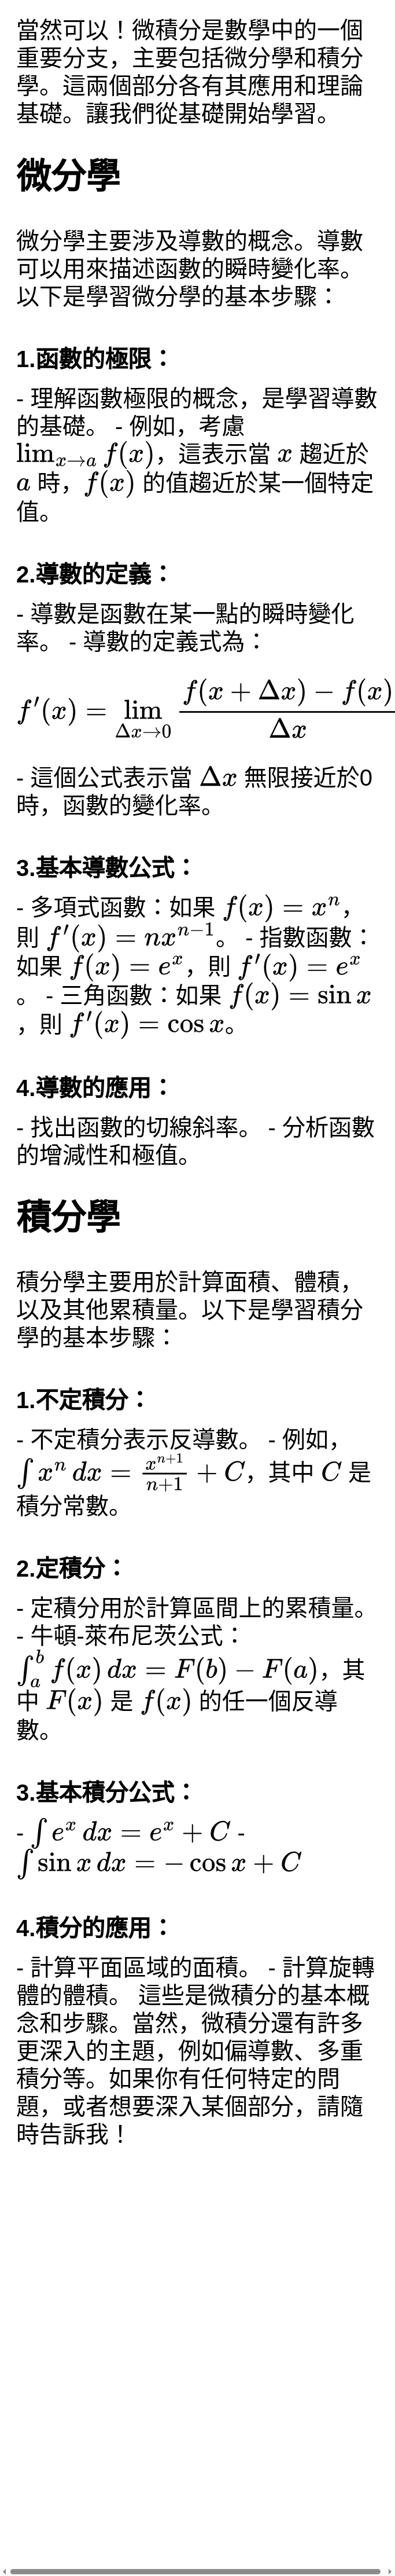 當然可以！微積分是數學中的一個
重要分支，主要包括微分學和積分
學。這兩個部分各有其應用和理論
基礎。讓我們從基礎開始學習。
微分學
微分學主要涉及導數的概念。導數
可以用來描述函數的瞬時變化率。
以下是學習微分學的基本步驟：
1.函數的極限：
- 理解函數極限的概念，是學習導數
的基礎。 - 例如，考慮
lim_{x→a} f(x)，這表示當 x 趨近於
a 時，f(x) 的值趨近於某一個特定
值。
2.導數的定義：
- 導數是函數在某一點的瞬時變化
率。 - 導數的定義式為：
f′(x) = lim_{Δx→0} \frac{f(x + Δx) − f(x)}{Δx}
- 這個公式表示當 Δx 無限接近於0
時，函數的變化率。
3.基本導數公式：
- 多項式函數：如果 f(x) = x^n，
則 f′(x) = nx^{n−1}。 - 指數函數：
如果 f(x) = e^x，則 f′(x) = e^x
。 - 三角函數：如果 f(x) = sin x
，則 f′(x) = cos x。
4.導數的應用：
- 找出函數的切線斜率。 - 分析函數
的增減性和極值。
積分學
積分學主要用於計算面積、體積，
以及其他累積量。以下是學習積分
學的基本步驟：
1.不定積分：
- 不定積分表示反導數。 - 例如，
∫ x^n dx = \frac{x^{n+1}}{n+1} + C，其中 C 是
積分常數。
2.定積分：
- 定積分用於計算區間上的累積量。
- 牛頓-萊布尼茨公式：
∫_a^b f(x) dx = F(b) − F(a)，其
中 F(x) 是 f(x) 的任一個反導
數。
3.基本積分公式：
- ∫ e^x dx = e^x + C -
∫ sin x dx = − cos x + C
4.積分的應用：
- 計算平面區域的面積。 - 計算旋轉
體的體積。 這些是微積分的基本概
念和步驟。當然，微積分還有許多
更深入的主題，例如偏導數、多重
積分等。如果你有任何特定的問
題，或者想要深入某個部分，請隨
時告訴我！